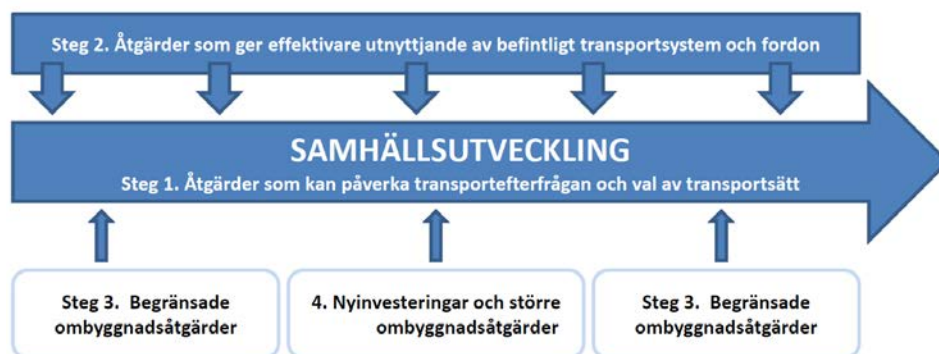 Steg 2. Åtgärder som ger effektivare utnyttjande av befintligt transportsystem och fordon
SAMHÄLLSUTVECKLING
Steg 1. Åtgärder som kan påverka transportefterfrågan och val av transportsätt
Steg 3. Begränsade
ombyggnadsåtgärder
4. Nyinvesteringar och större
ombyggnadsåtgärder
Steg 3. Begränsade
ombyggnadsåtgärder